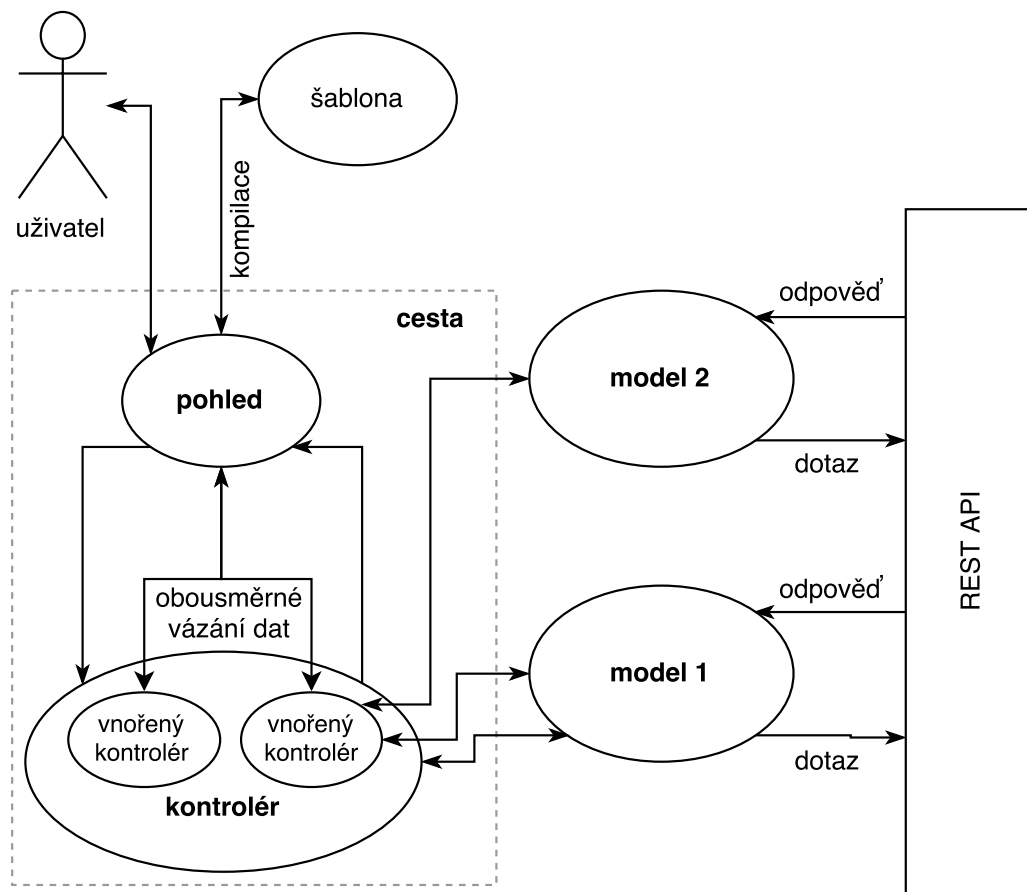 šablona
kompilace
uživatel
cesta
pohled
odpověď
model 2
dotaz
REST API
obousměrné
vázání dat
odpověď
model 1
dotaz
vnořený
kontrolér
vnořený
kontrolér
kontrolér